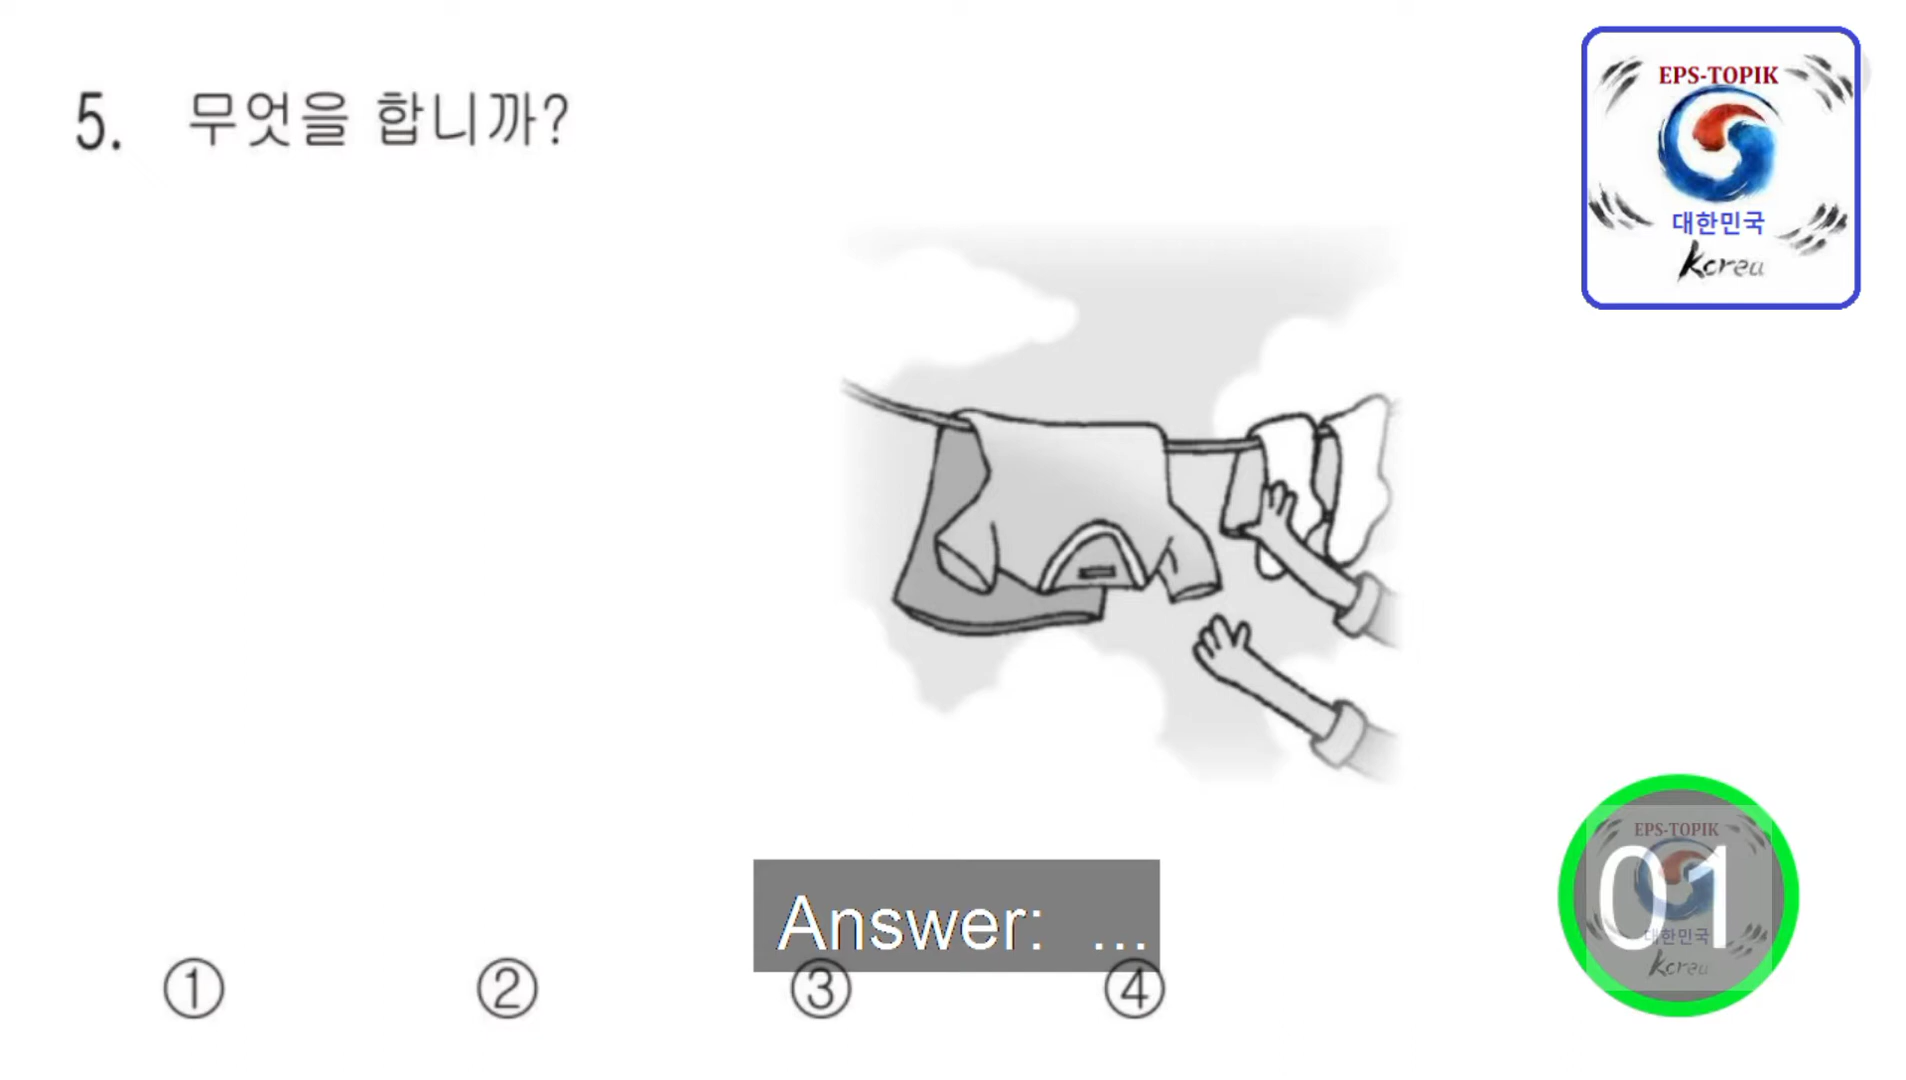 5. 무엇을 합니까?
EPS-TOPIK
대한민국
Korea
Answer: ...
① ② ③ ④
EPS-TOPIK
01
대한민국
Korea